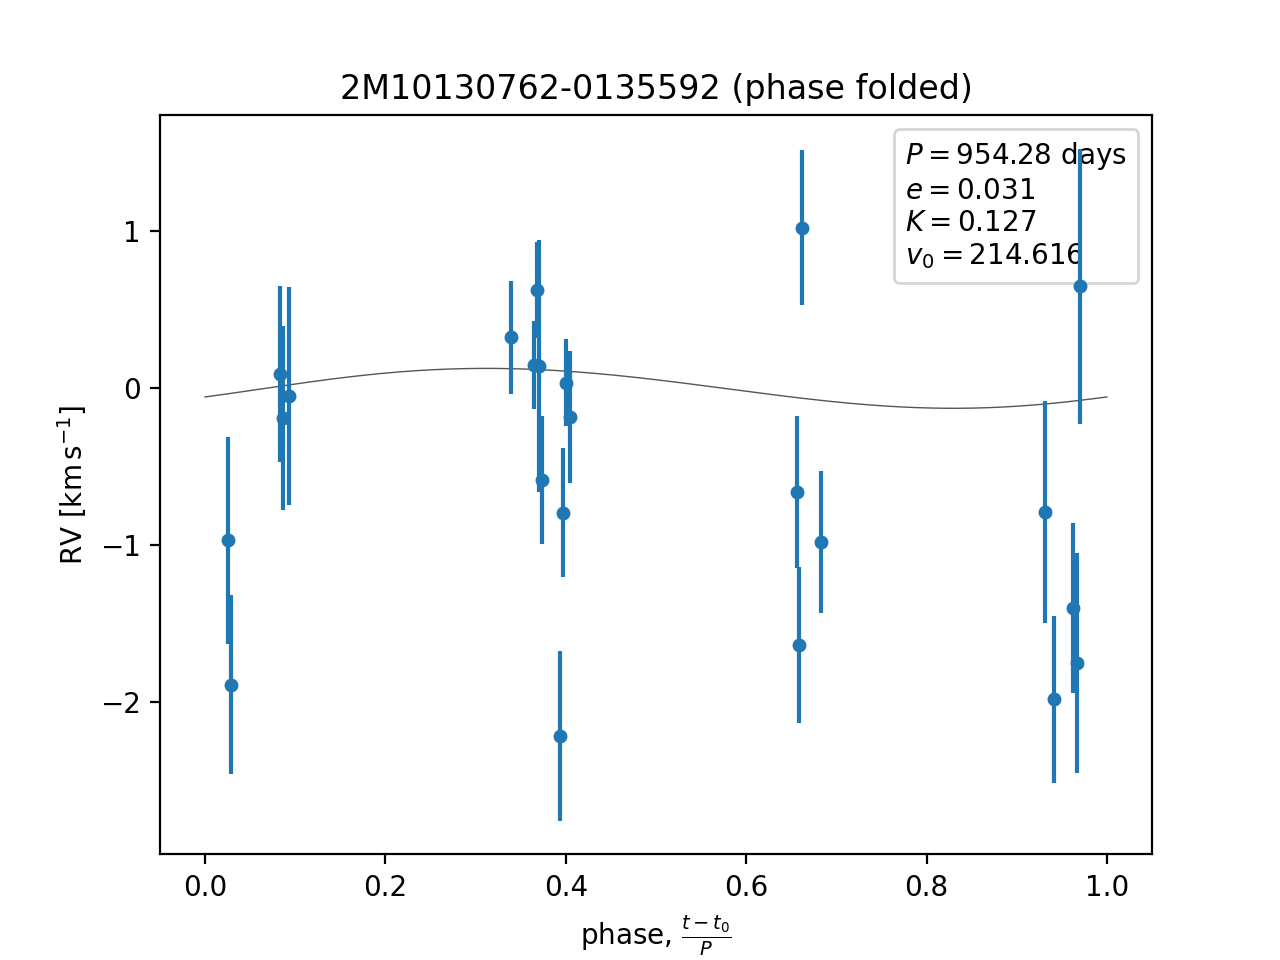 2M10130762-0135592 (phase folded)
P = 954.28 days
e = 0.031
K = 0.127
v₀ = 214.616
1
0
−1
−2
RV [km s⁻¹]
0.0 0.2 0.4 0.6 0.8 1.0
phase, (t − t₀)/P